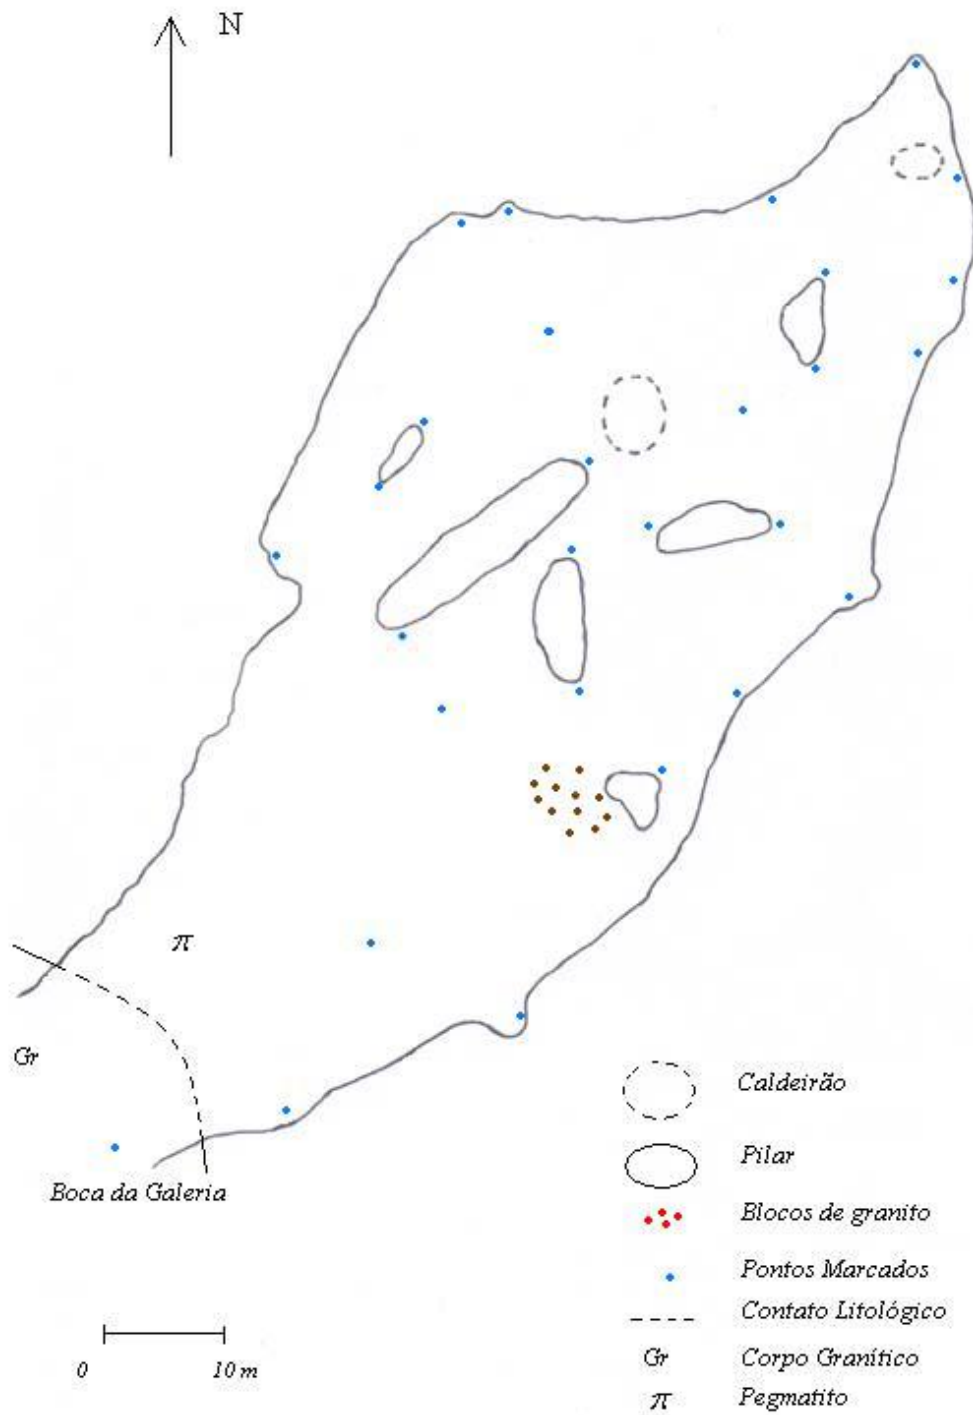 N
π
Gr
Boca da Galeria
0 10 m
Caldeirão
Pilar
Blocos de granito
Pontos Marcados
Contato Litológico
Gr Corpo Granítico
π Pegmatito